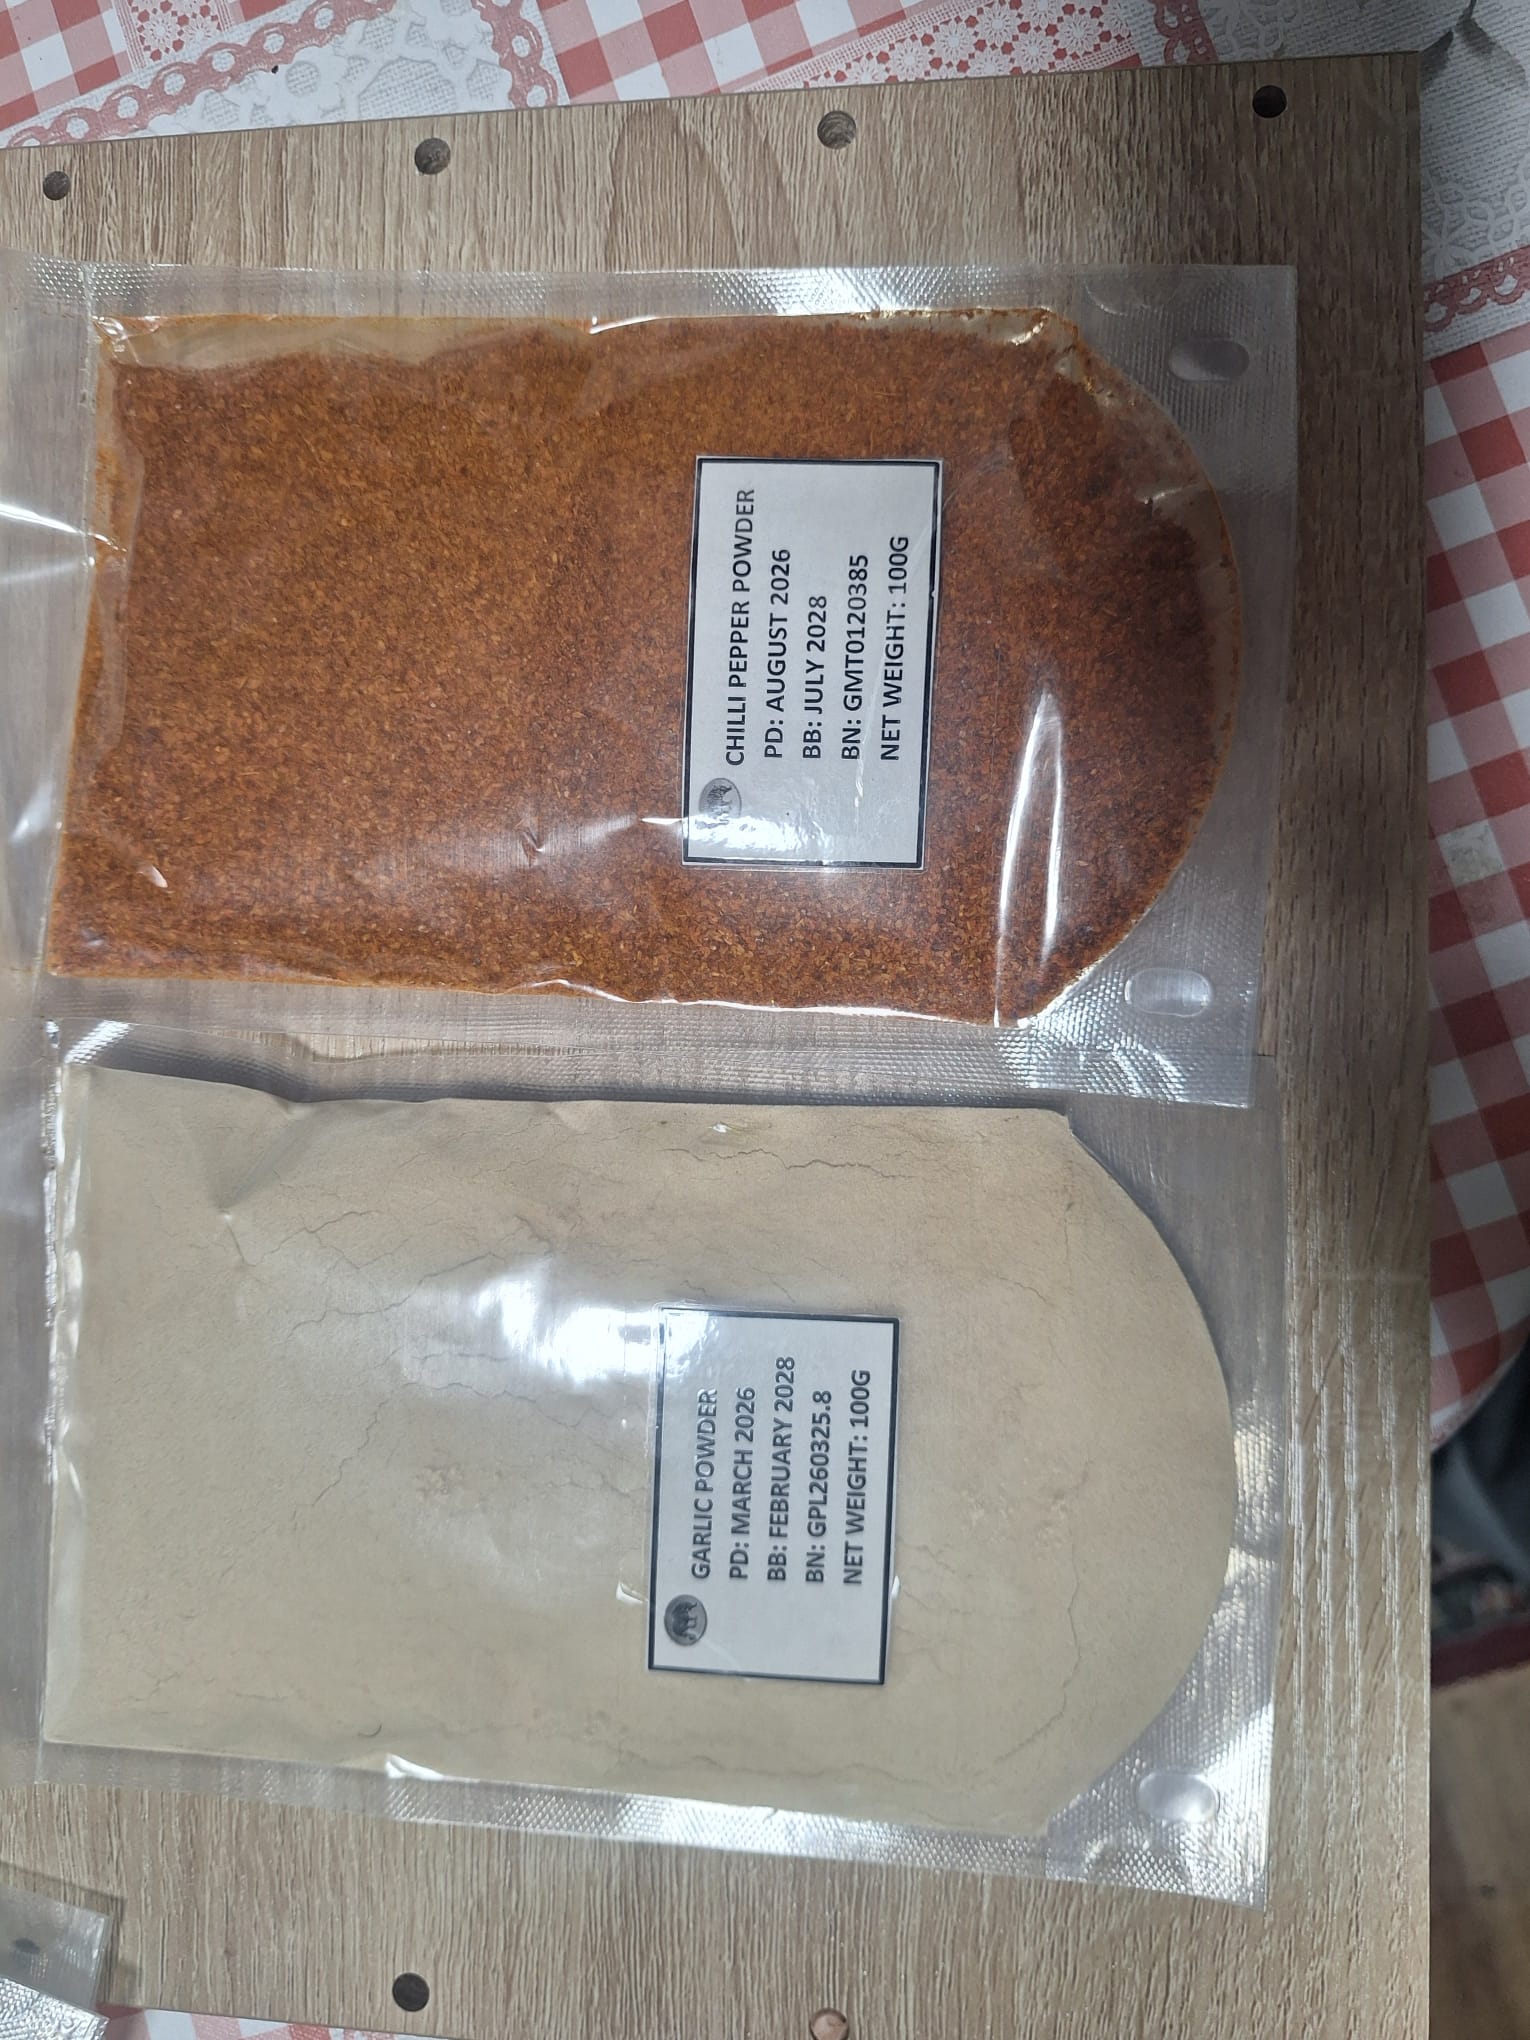 CHILLI PEPPER POWDER
PD: AUGUST 2026
BB: JULY 2028
BN: GMT0120385
NET WEIGHT: 100G
GARLIC POWDER
PD: MARCH 2026
BB: FEBRUARY 2028
BN: GPL260325.8
NET WEIGHT: 100G